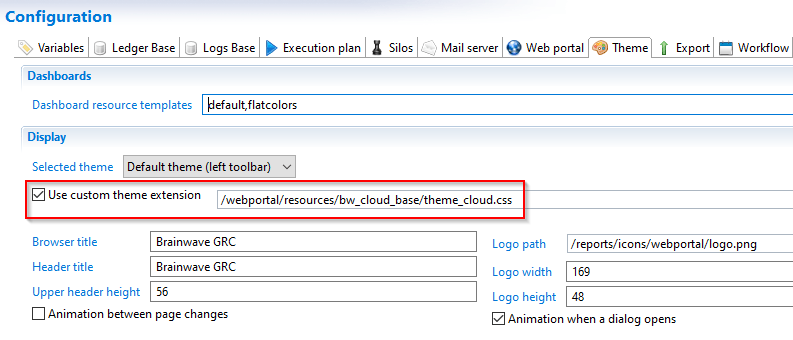 Configuration
Variables Ledger Base Logs Base Execution plan Silos Mail server Web portal Theme Export Workflow
Dashboards
Dashboard resource templates default,flatcolors
Display
Selected theme Default theme (left toolbar)
Use custom theme extension /webportal/resources/bw_cloud_base/theme_cloud.css
Browser title Brainwave GRC Logo path /reports/icons/webportal/logo.png
Header title Brainwave GRC Logo width 169
Upper header height 56 Logo height 48
Animation between page changes Animation when a dialog opens